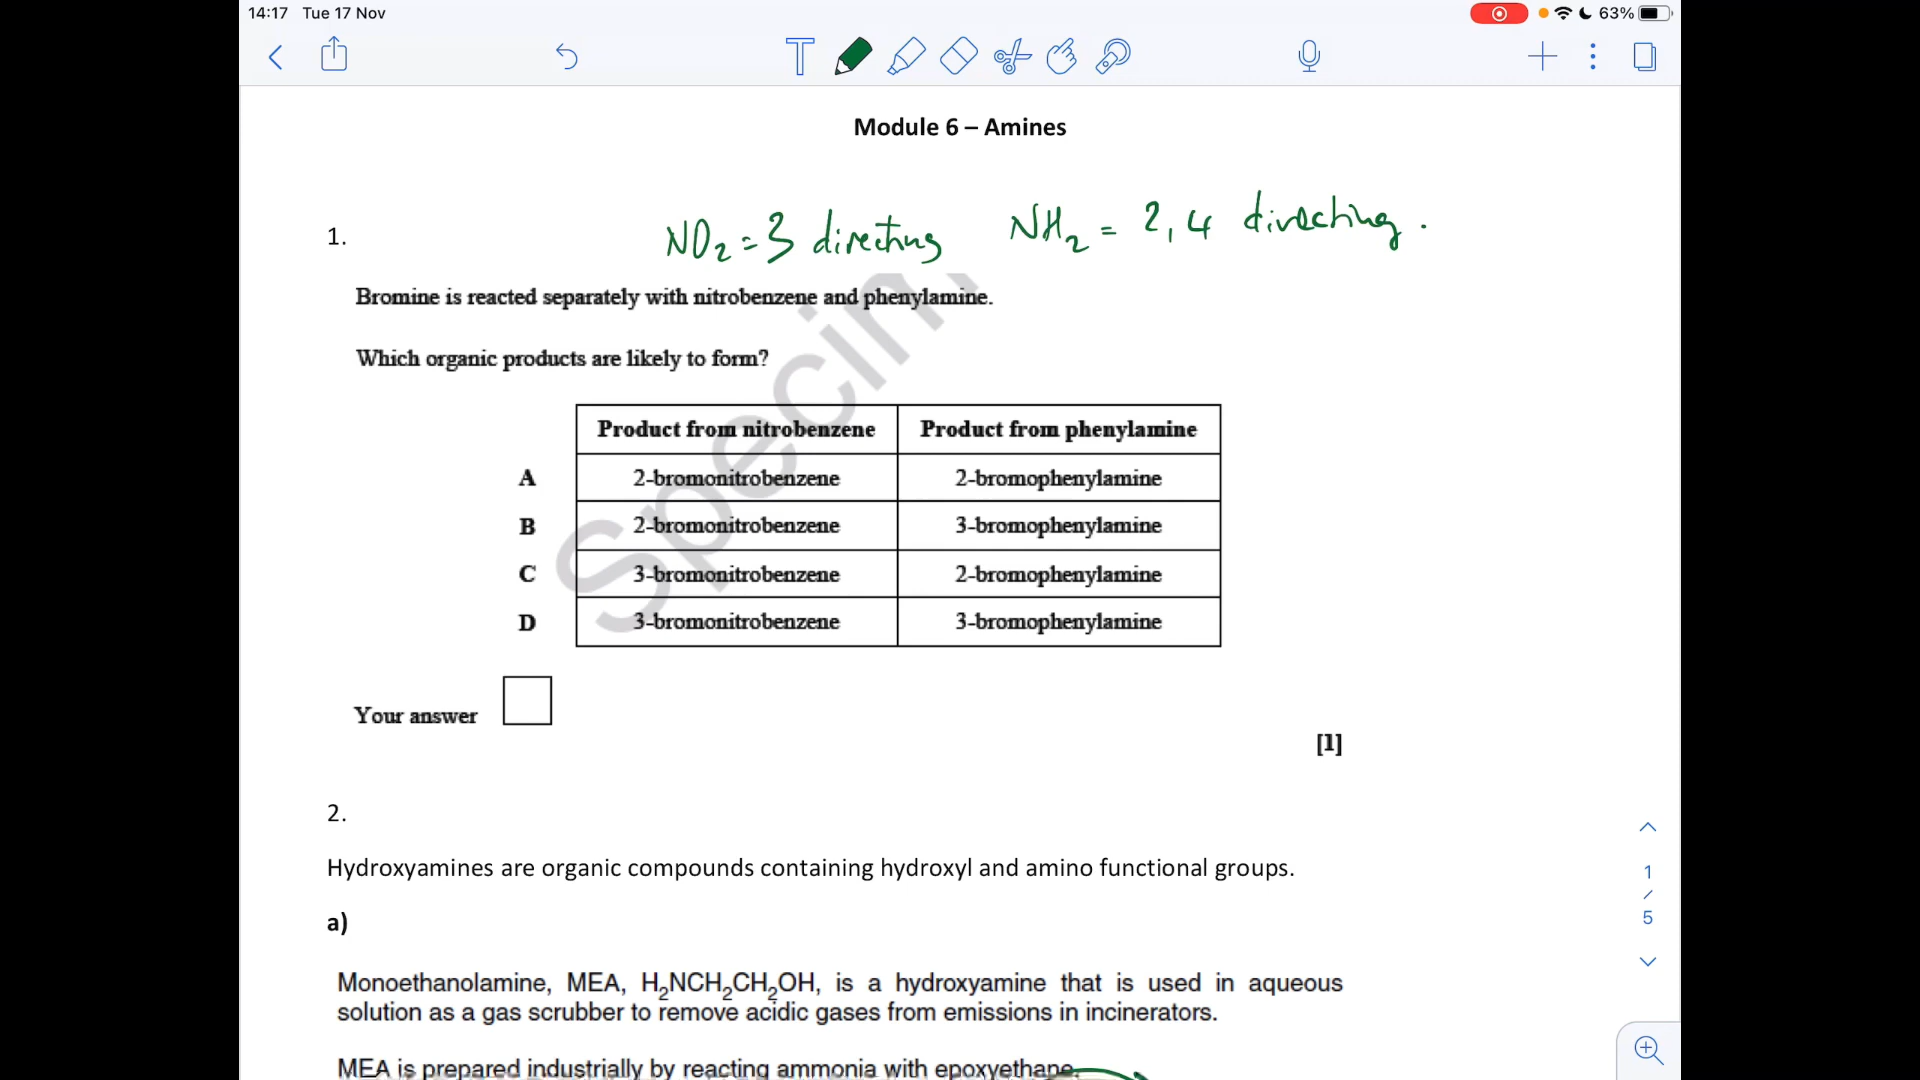 14:17 Tue 17 Nov
63%
Module 6 – Amines
NO₂ = 3 directing NH₂ = 2,4 directing.
1.
Bromine is reacted separately with nitrobenzene and phenylamine.
Which organic products are likely to form?
Product from nitrobenzene Product from phenylamine
A 2-bromonitrobenzene 2-bromophenylamine
B 2-bromonitrobenzene 3-bromophenylamine
C 3-bromonitrobenzene 2-bromophenylamine
D 3-bromonitrobenzene 3-bromophenylamine
Specim
Your answer
[1]
2.
Hydroxyamines are organic compounds containing hydroxyl and amino functional groups.
a)
Monoethanolamine, MEA, H₂NCH₂CH₂OH, is a hydroxyamine that is used in aqueous
solution as a gas scrubber to remove acidic gases from emissions in incinerators.
MEA is prepared industrially by reacting ammonia with epoxyethane.
1
/
5